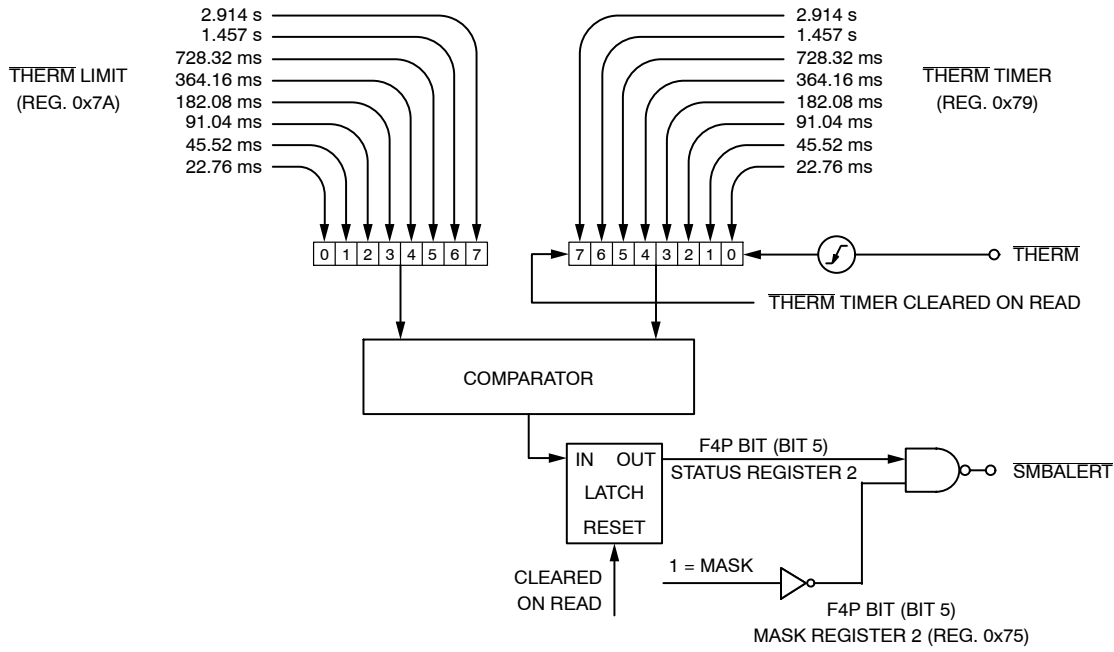 2.914 s
1.457 s
728.32 ms
364.16 ms
182.08 ms
91.04 ms
45.52 ms
22.76 ms
THERM LIMIT
(REG. 0x7A)
2.914 s
1.457 s
728.32 ms
364.16 ms
182.08 ms
91.04 ms
45.52 ms
22.76 ms
THERM TIMER
(REG. 0x79)
0 1 2 3 4 5 6 7
7 6 5 4 3 2 1 0
THERM
THERM TIMER CLEARED ON READ
COMPARATOR
IN OUT
LATCH
RESET
F4P BIT (BIT 5)
STATUS REGISTER 2
SMBALERT
CLEARED
ON READ
1 = MASK
F4P BIT (BIT 5)
MASK REGISTER 2 (REG. 0x75)